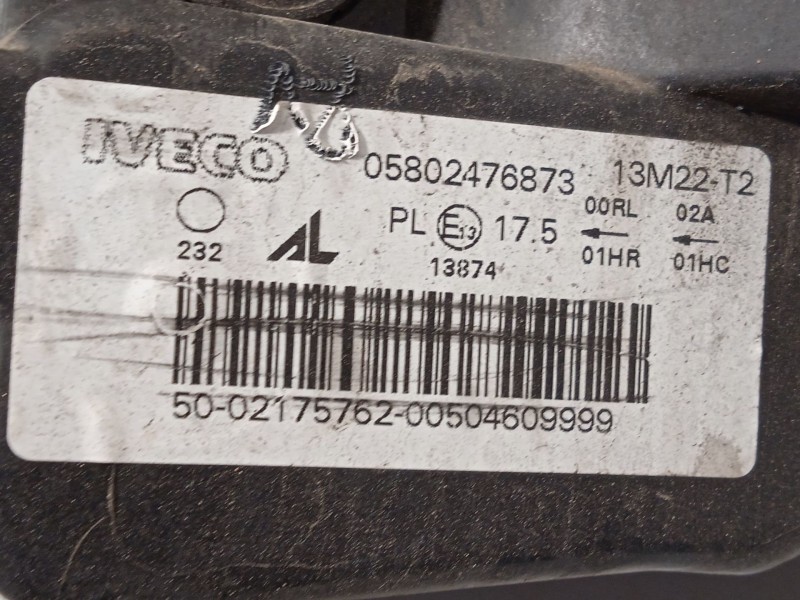 IVECO 05802476873 13M22-T2
232 AL PL E13 17.5 00RL 02A
13874 01HR 01HC
50-02175762-00504609999